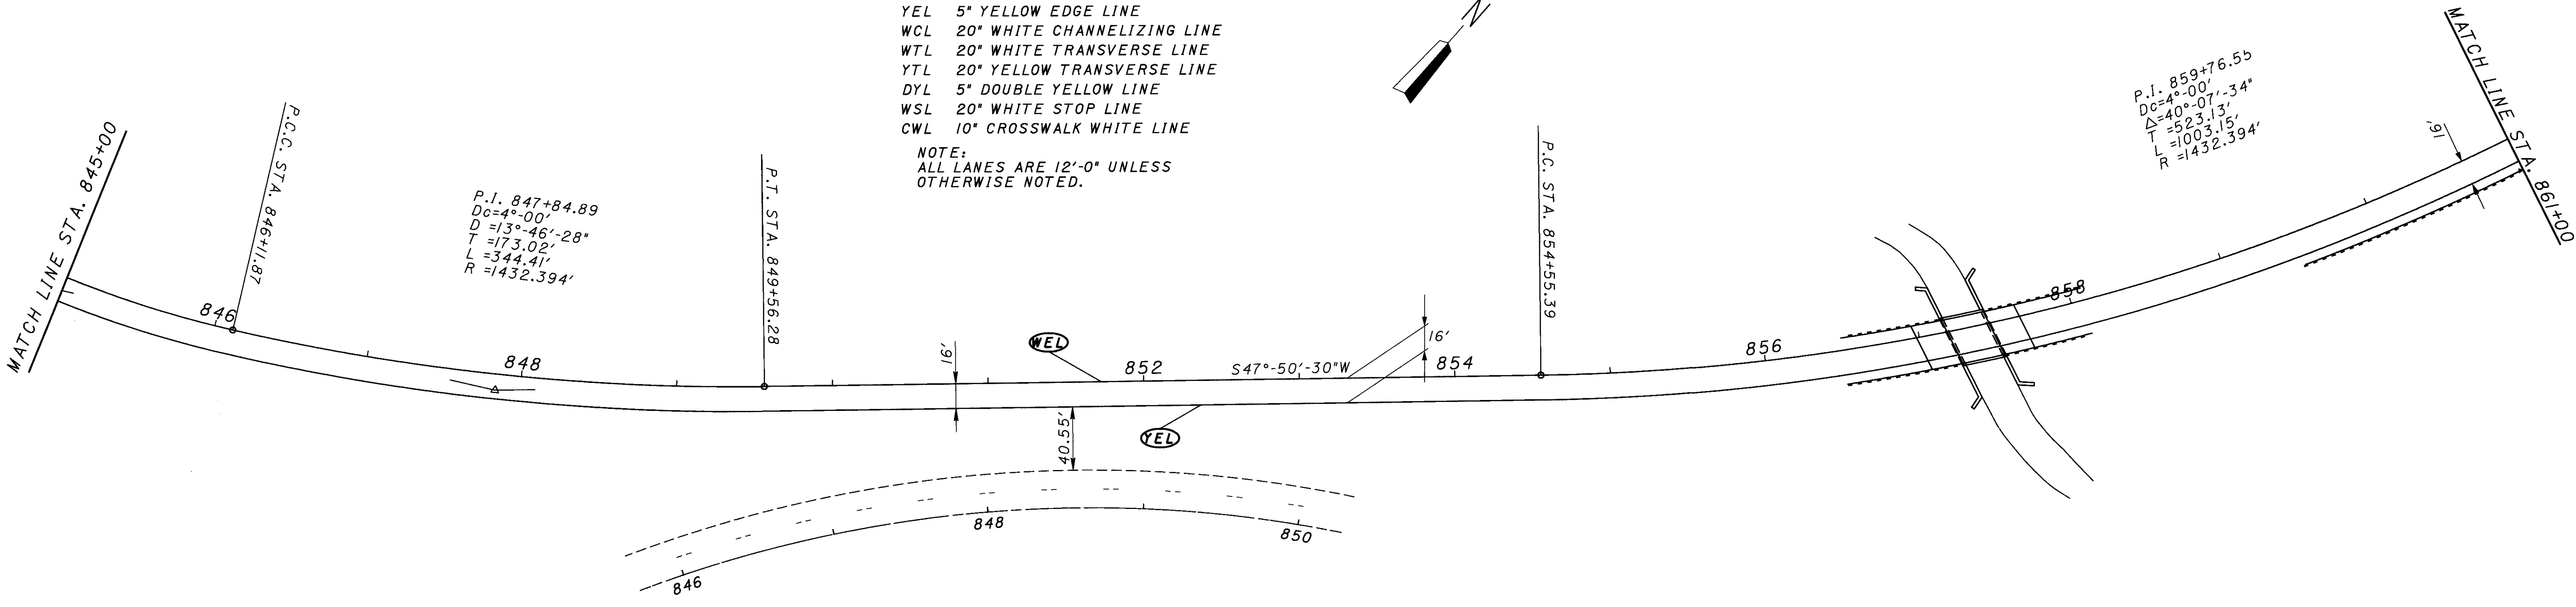 YEL 5" YELLOW EDGE LINE
WCL 20" WHITE CHANNELIZING LINE
WTL 20" WHITE TRANSVERSE LINE
YTL 20" YELLOW TRANSVERSE LINE
DYL 5" DOUBLE YELLOW LINE
WSL 20" WHITE STOP LINE
CWL 10" CROSSWALK WHITE LINE
NOTE:
ALL LANES ARE 12'-0" UNLESS
OTHERWISE NOTED.
N
MATCH LINE STA. 845+00
P.C.C. STA. 846+11.87
P.I. 847+84.89
Dc=4°-00'
D =13°-46'-28"
T =173.02'
L =344.41'
R =1432.394'
P.T. STA. 849+56.28
P.C. STA. 854+55.39
P.I. 859+76.55
Dc=4°-00'
Δ=40°-07'-34"
T =523.13'
L =1003.15'
R =1432.394'
MATCH LINE STA. 861+00
16'
846
848
16'
WEL
852
S47°-50'-30"W
16'
854
856
858
YEL
40.55'
846
848
850